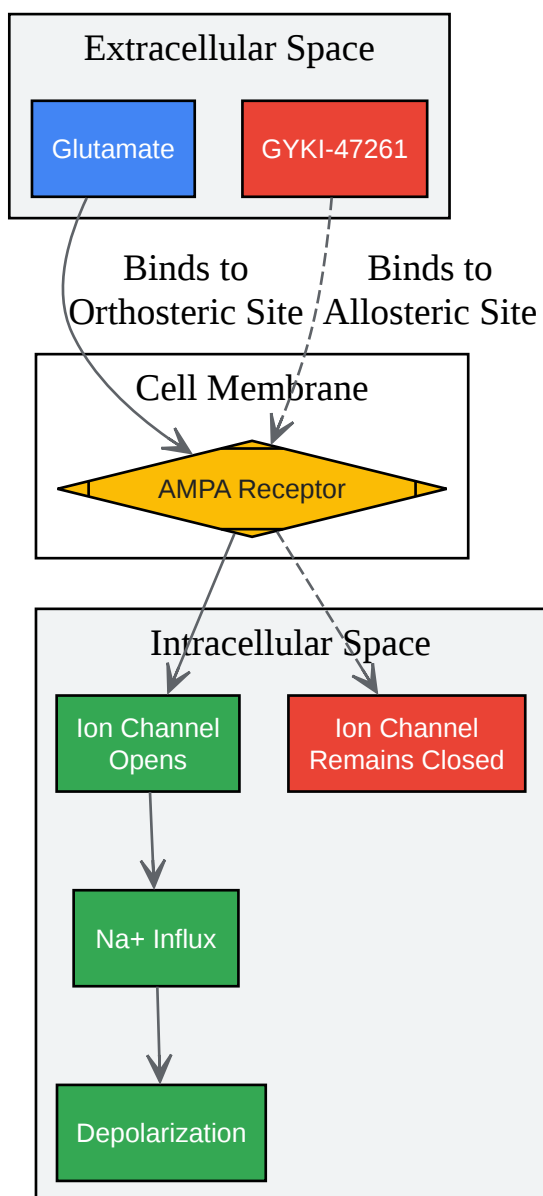 Extracellular Space
Glutamate
GYKI-47261
Binds to
Orthosteric Site
Binds to
Allosteric Site
Cell Membrane
AMPA Receptor
Intracellular Space
Ion Channel
Opens
Ion Channel
Remains Closed
Na+ Influx
Depolarization